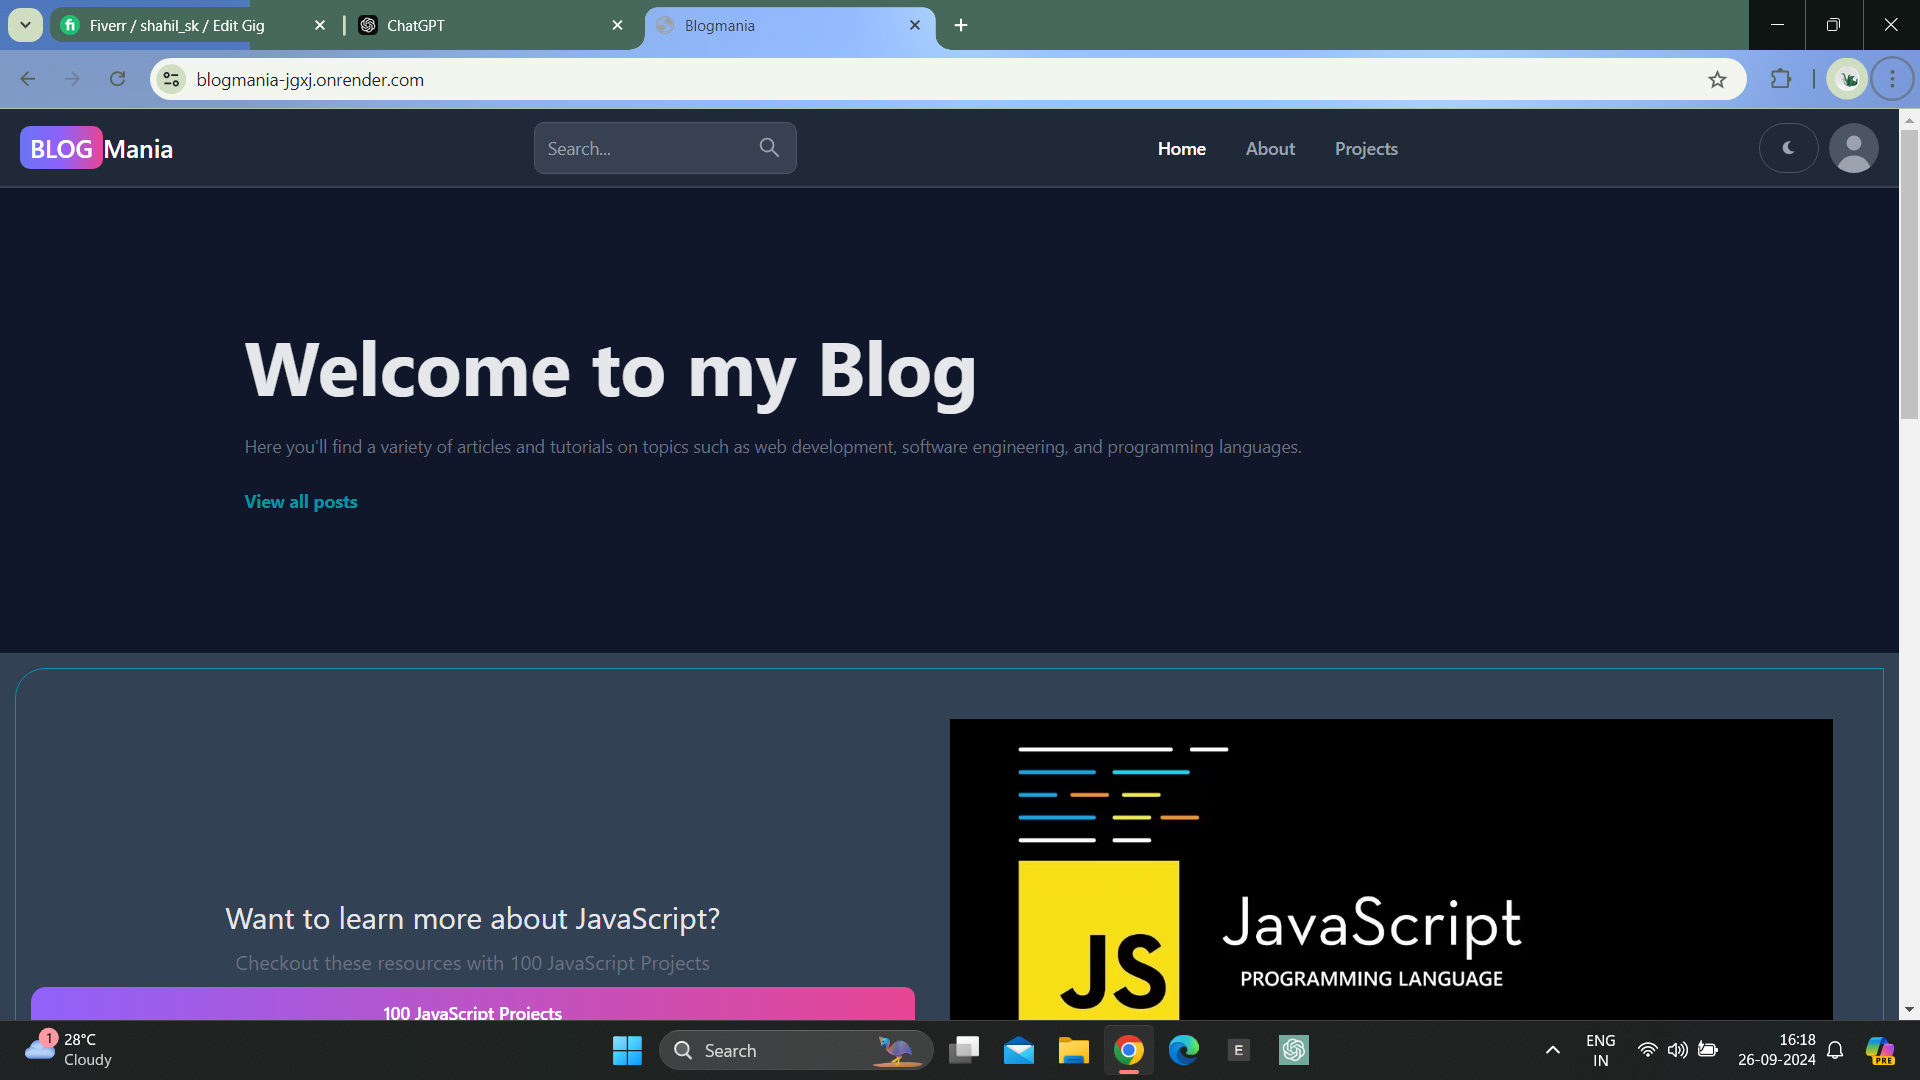 Fiverr / shahil_sk / Edit Gig
ChatGPT
Blogmania
blogmania-jgxj.onrender.com
BLOG Mania
Search...
Home
About
Projects
Welcome to my Blog
Here you'll find a variety of articles and tutorials on topics such as web development, software engineering, and programming languages.
View all posts
Want to learn more about JavaScript?
Checkout these resources with 100 JavaScript Projects
100 JavaScript Projects
JS
JavaScript
PROGRAMMING LANGUAGE
1
28°C
Cloudy
Search
E
ENG
IN
16:18
26-09-2024
PRE